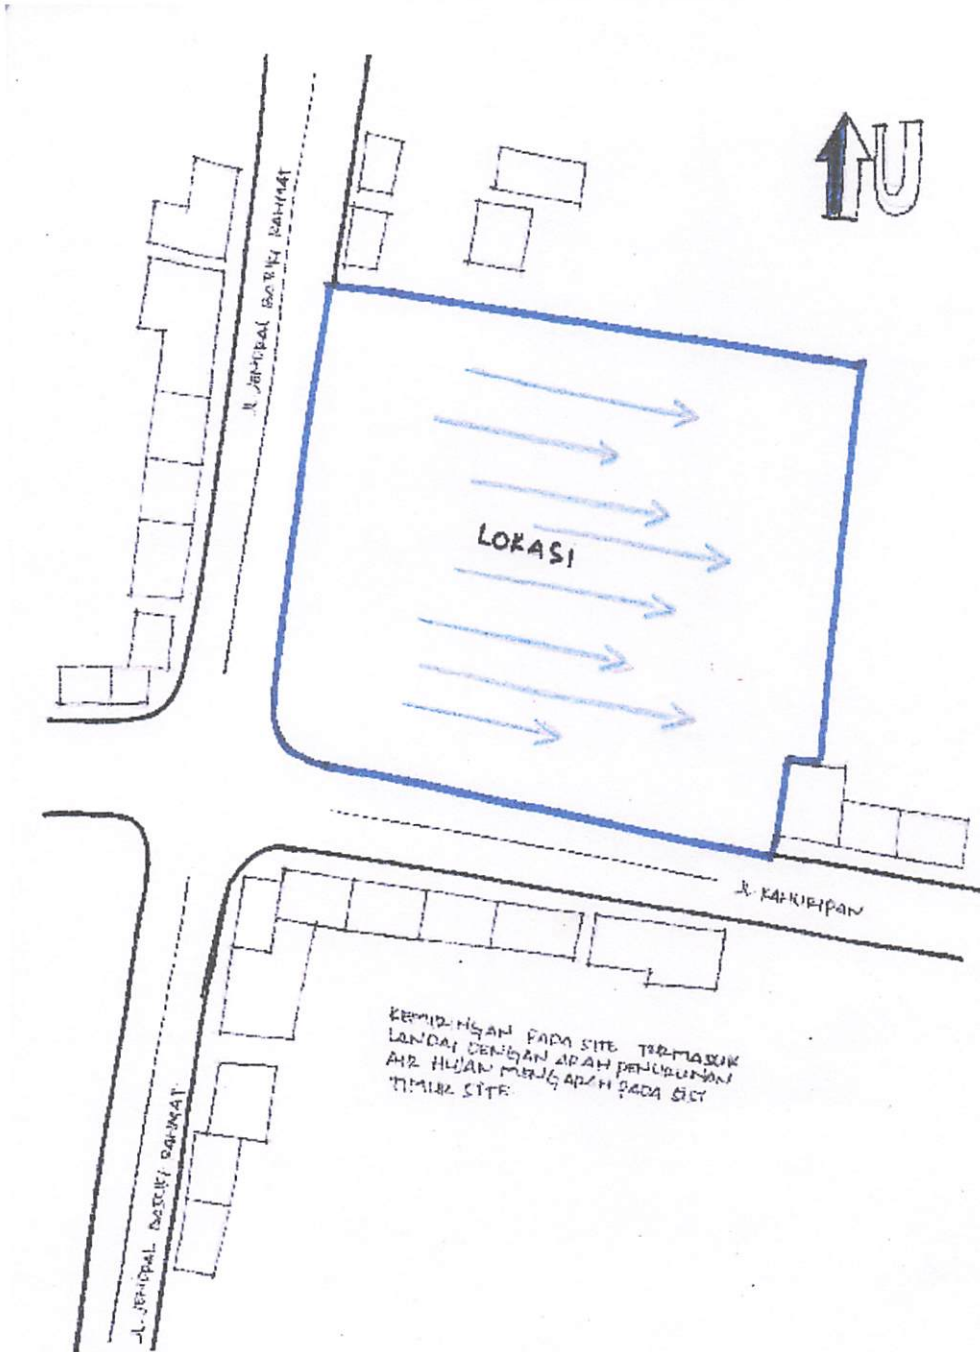 U
JL. JENDRAL BASUKI RAHMAT
LOKASI
JL. KAHURIPAN
KEMIRINGAN PADA SITE TERMASUK
LANDAI DENGAN ARAH PENURUNAN
AIR HUJAN MENGARAH PADA SISI
TIMUR SITE
JL. JENDRAL BASUKI RAHMAT